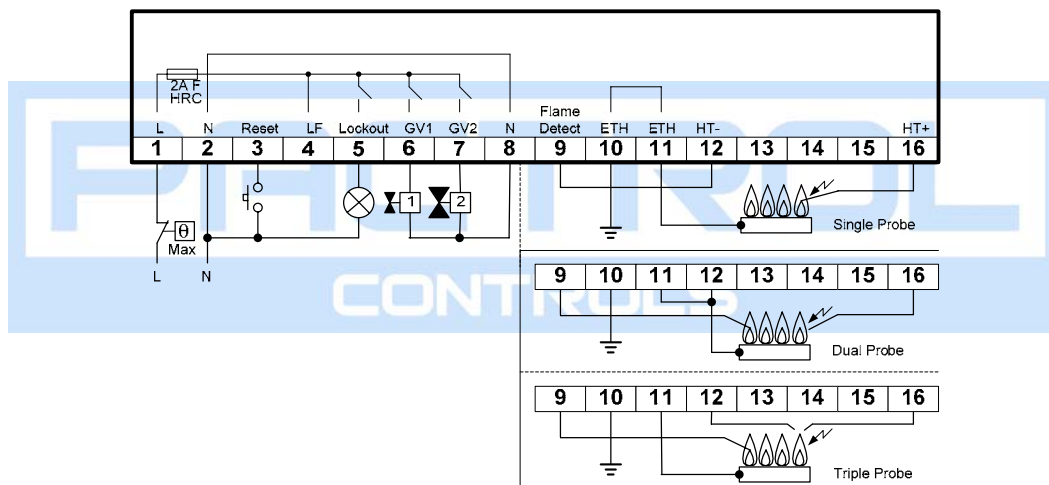 2A F
HRC
L N Reset LF Lockout GV1 GV2 N Flame Detect ETH ETH HT- HT+
1 2 3 4 5 6 7 8 9 10 11 12 13 14 15 16
1 2
θ
Max
L N
Single Probe
9 10 11 12 13 14 15 16
Dual Probe
9 10 11 12 13 14 15 16
Triple Probe
PACTROL
CONTROLS